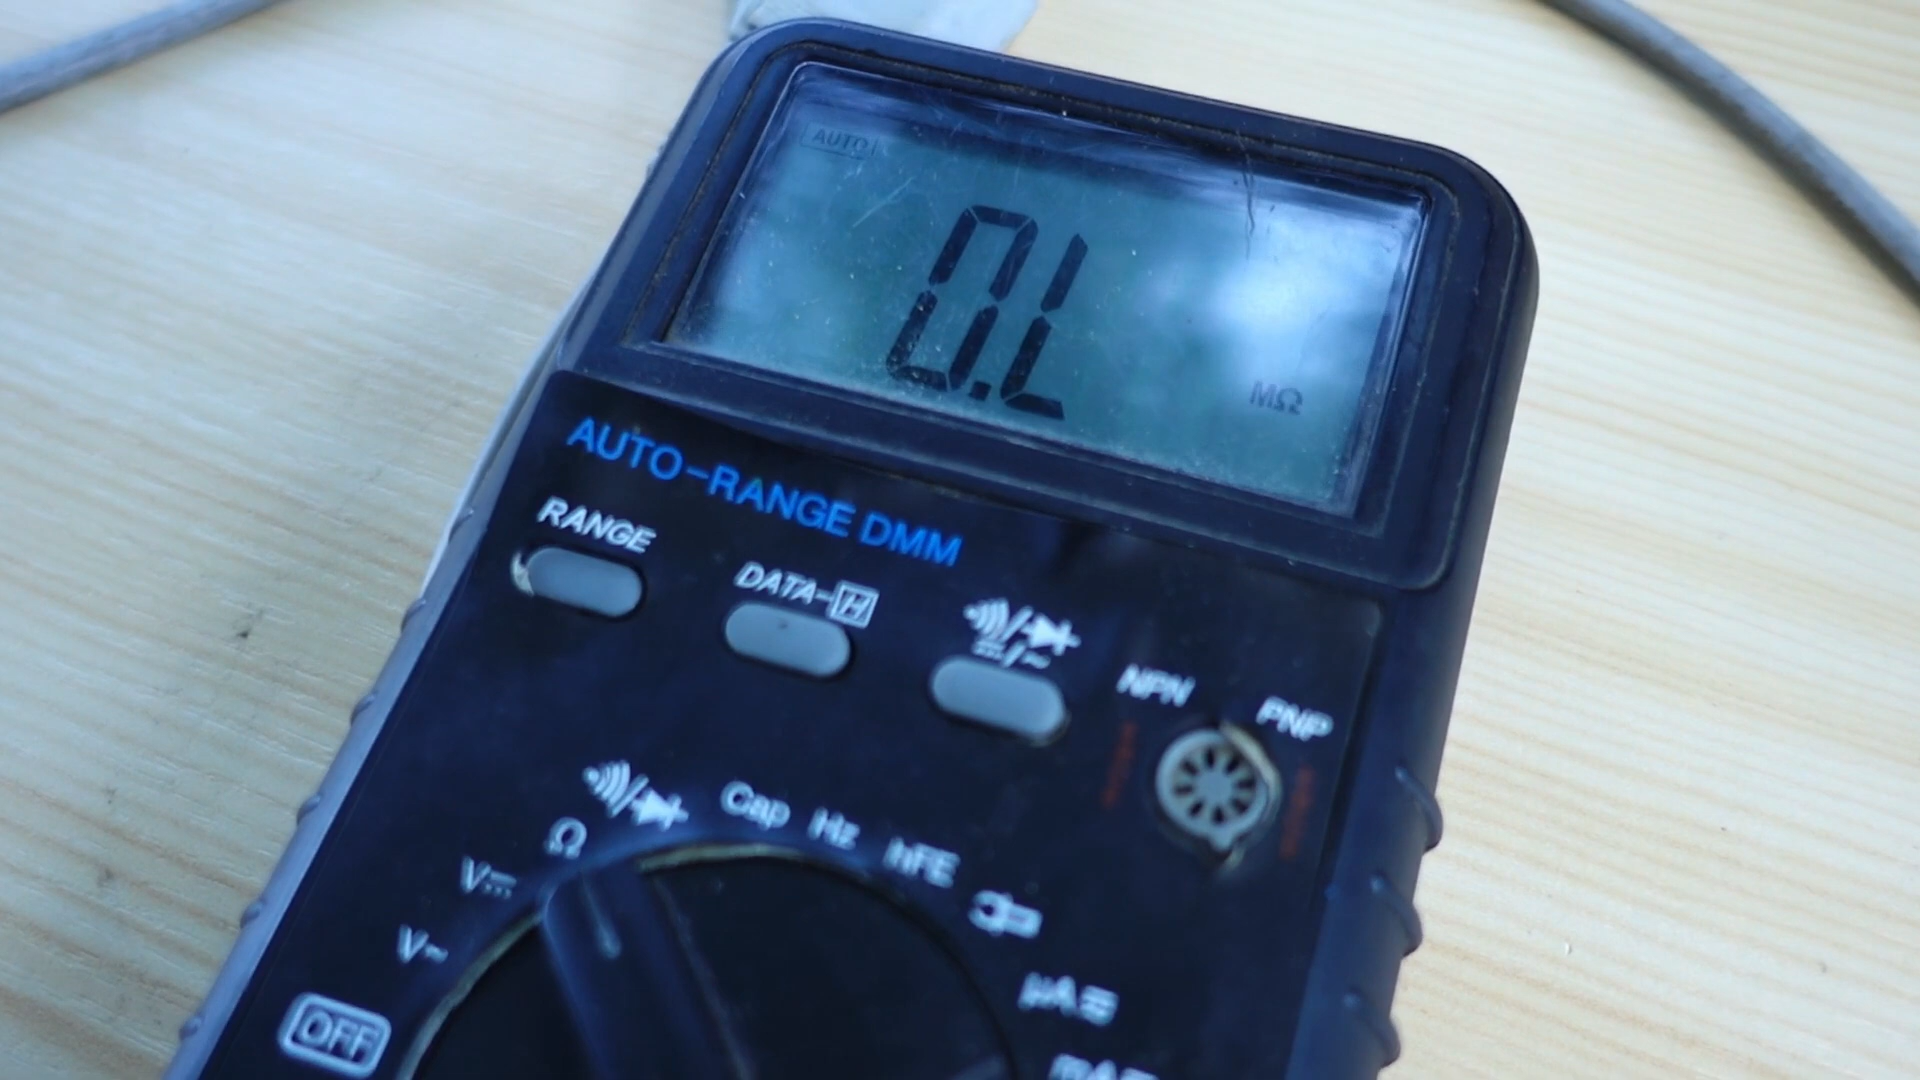 AUTO
0.L
MΩ
AUTO-RANGE DMM
RANGE
DATA-H
NPN
PNP
Ω
Cap
Hz
hFE
V⎓
V~
µA
OFF